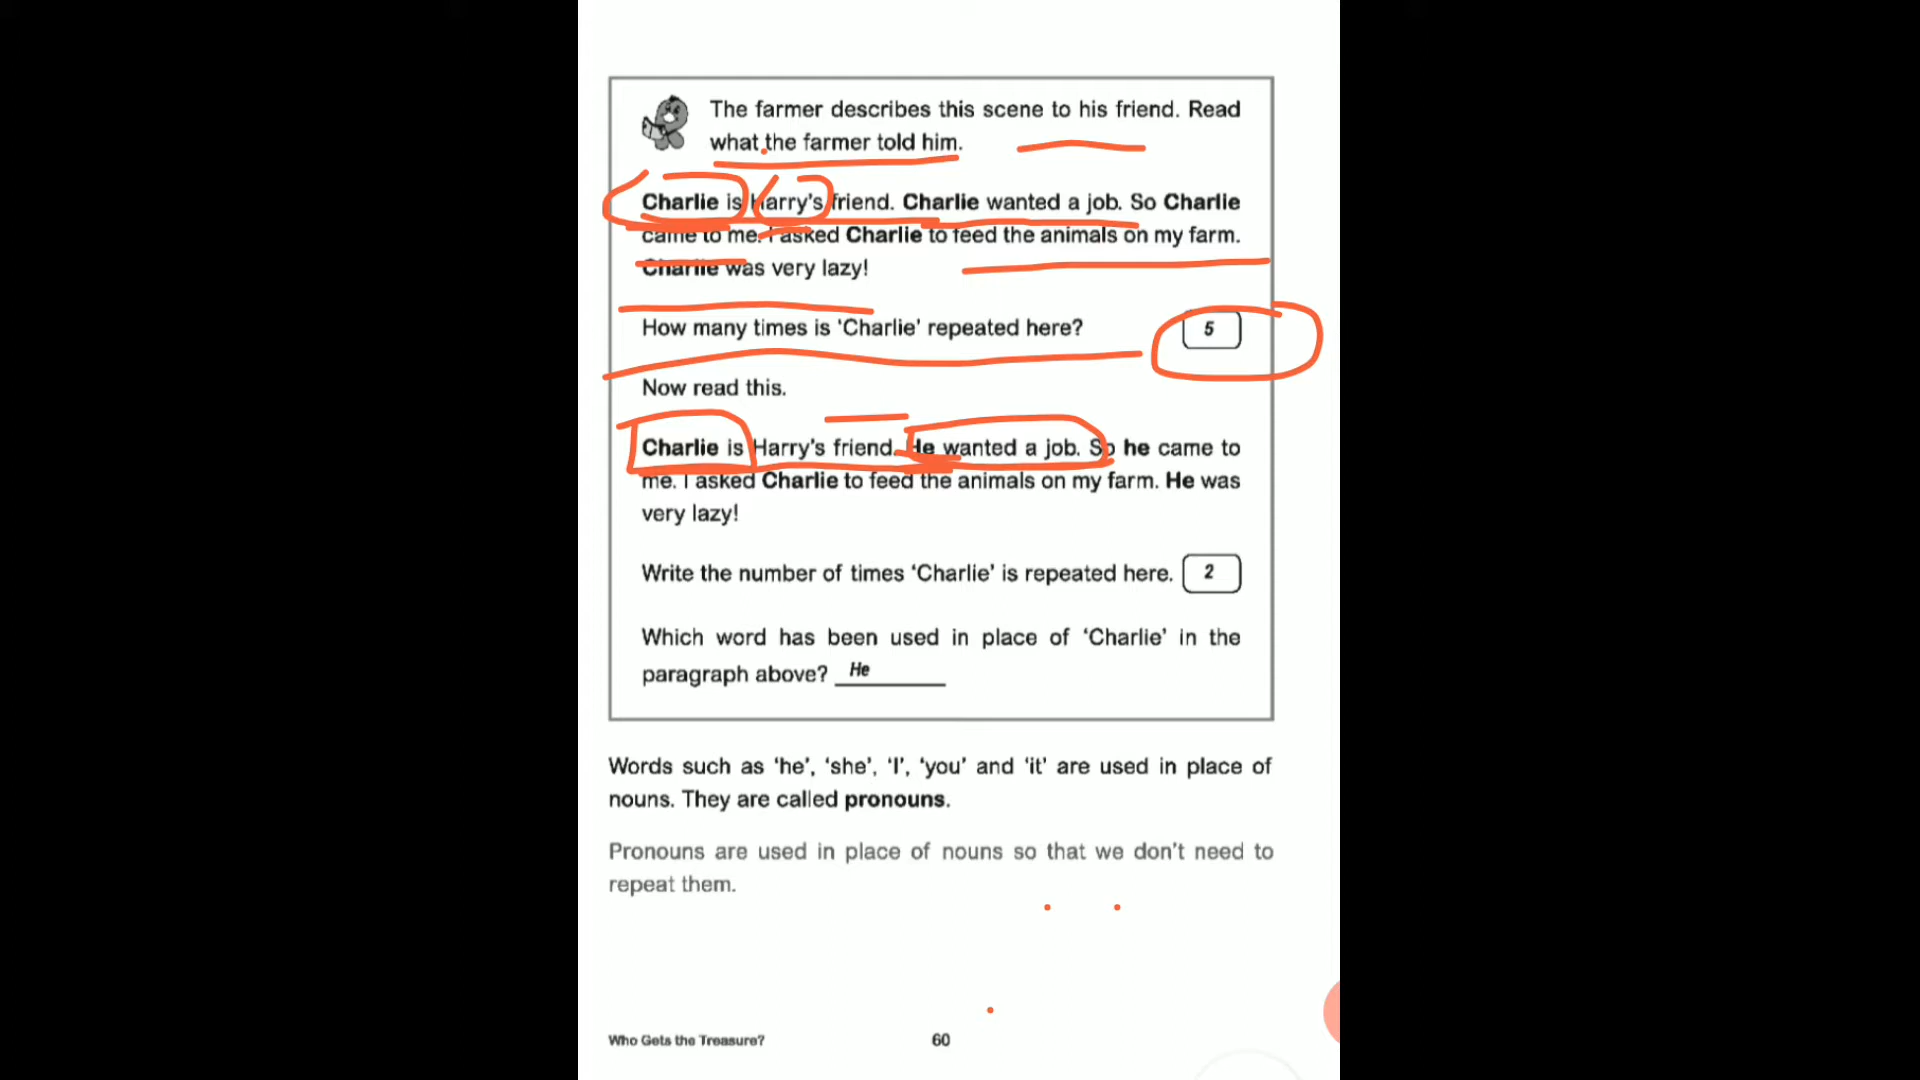 The farmer describes this scene to his friend. Read
what the farmer told him.
Charlie is Harry's friend. Charlie wanted a job. So Charlie
came to me. I asked Charlie to feed the animals on my farm.
Charlie was very lazy!
How many times is 'Charlie' repeated here? 5
Now read this.
Charlie is Harry's friend. He wanted a job. So he came to
me. I asked Charlie to feed the animals on my farm. He was
very lazy!
Write the number of times 'Charlie' is repeated here. 2
Which word has been used in place of 'Charlie' in the
paragraph above? He
Words such as 'he', 'she', 'I', 'you' and 'it' are used in place of
nouns. They are called pronouns.
Pronouns are used in place of nouns so that we don't need to
repeat them.
Who Gets the Treasure? 60